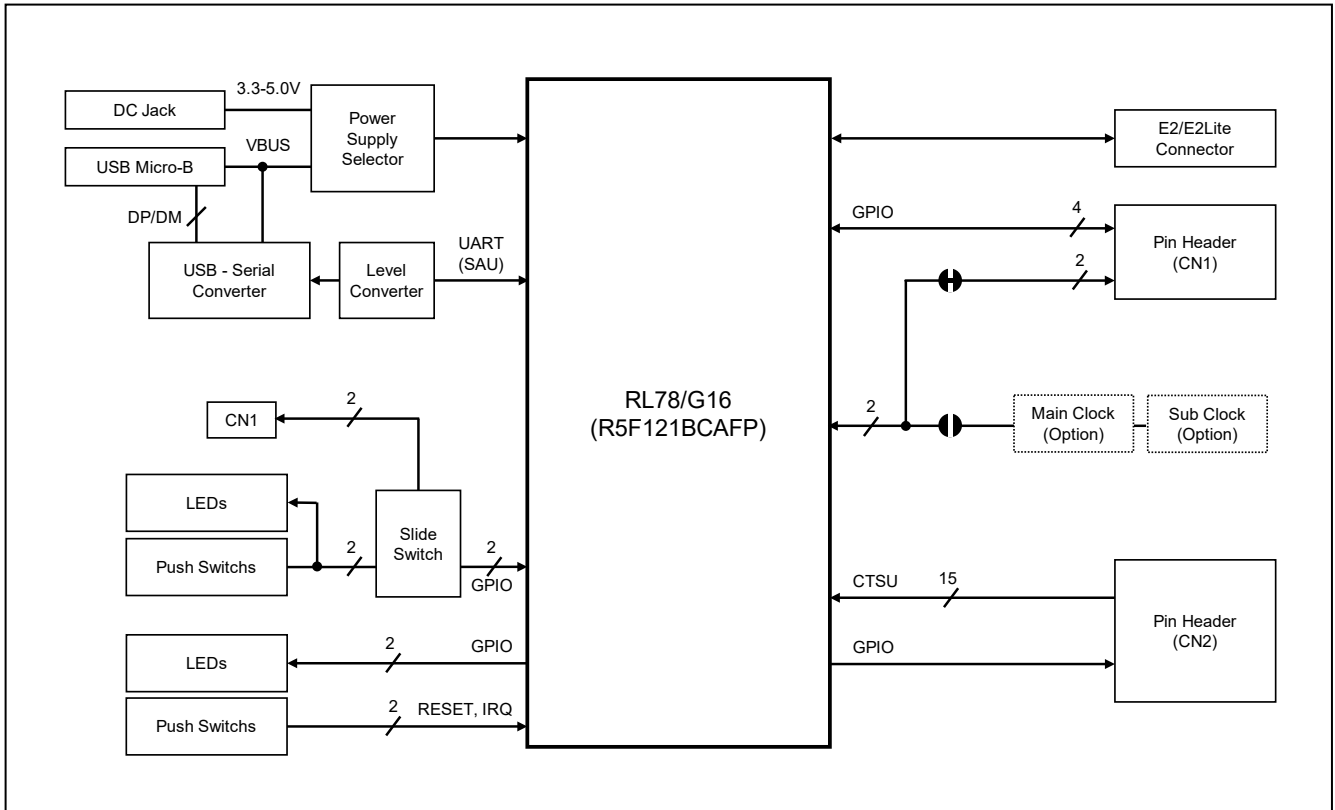 DC Jack
3.3-5.0V
Power
Supply
Selector
USB Micro-B
VBUS
DP/DM
USB - Serial
Converter
Level
Converter
UART
(SAU)
CN1
2
LEDs
Push Switchs
2
Slide
Switch
2
GPIO
LEDs
2
GPIO
Push Switchs
2
RESET, IRQ
RL78/G16
(R5F121BCAFP)
E2/E2Lite
Connector
GPIO
4
Pin Header
(CN1)
2
2
Main Clock
(Option)
Sub Clock
(Option)
CTSU
15
Pin Header
(CN2)
GPIO